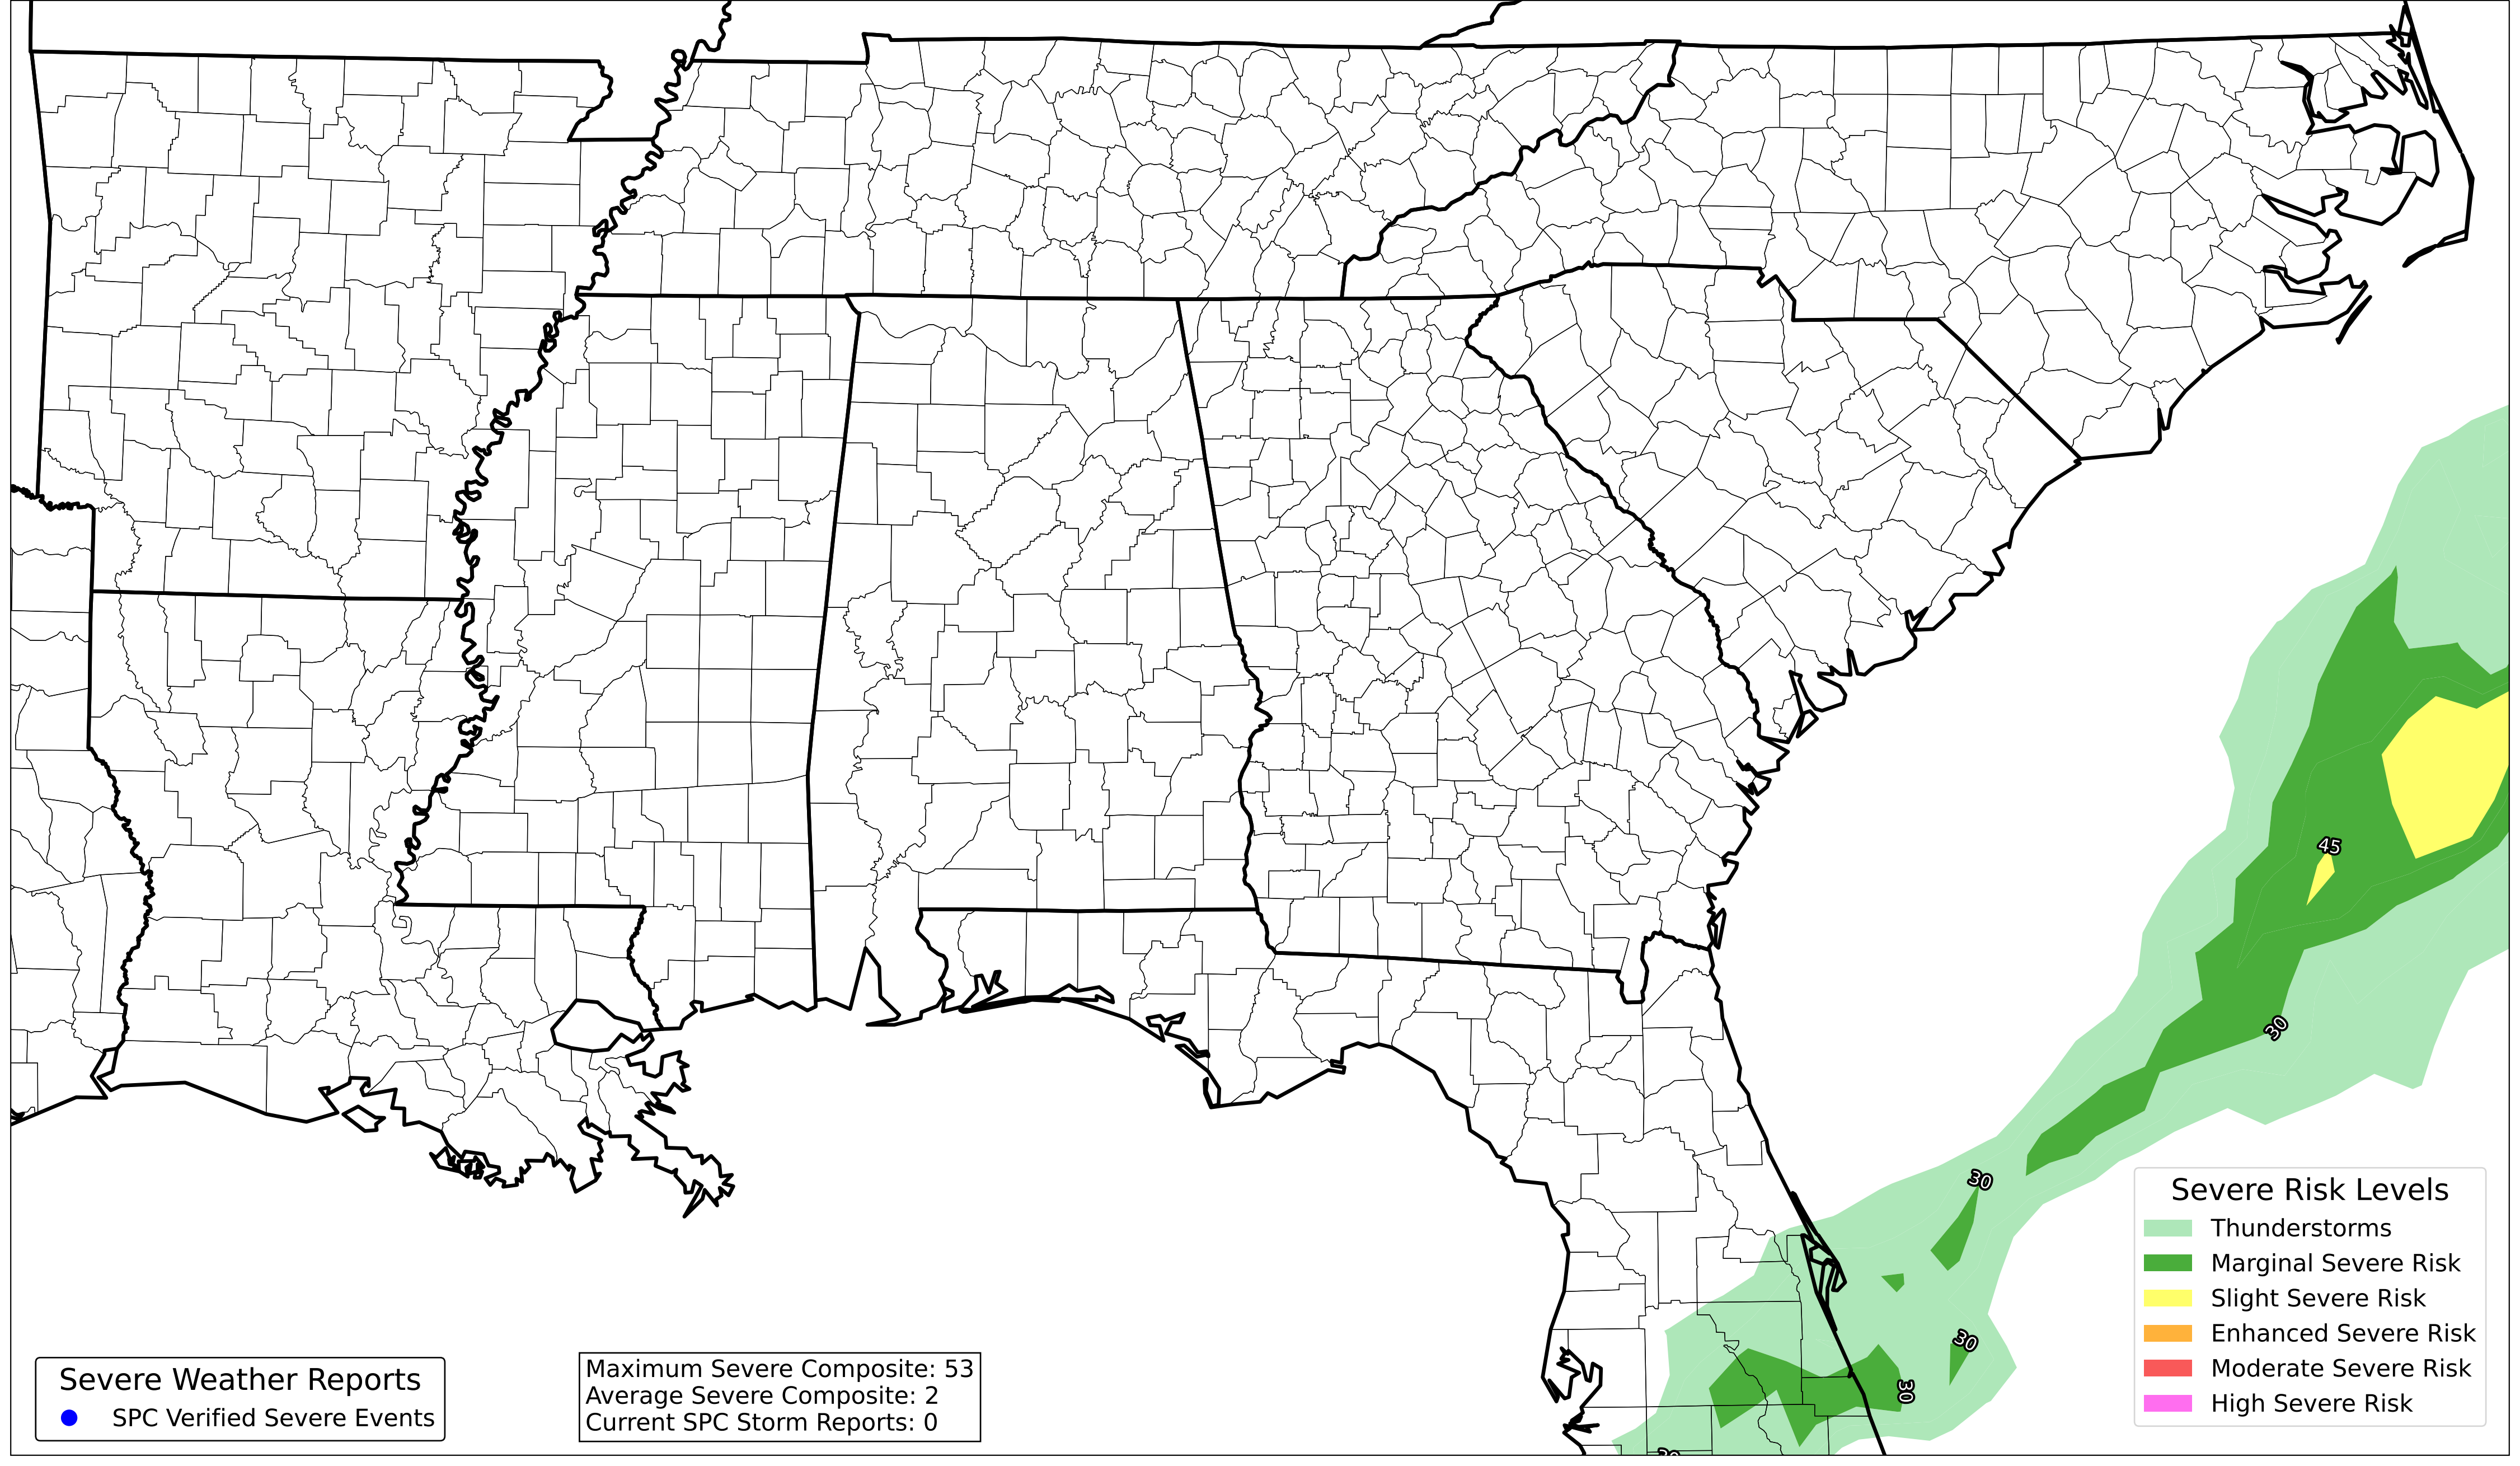 45
30
30
30
30
Severe Risk Levels
Thunderstorms
Marginal Severe Risk
Slight Severe Risk
Enhanced Severe Risk
Moderate Severe Risk
High Severe Risk
Severe Weather Reports
SPC Verified Severe Events
Maximum Severe Composite: 53
Average Severe Composite: 2
Current SPC Storm Reports: 0